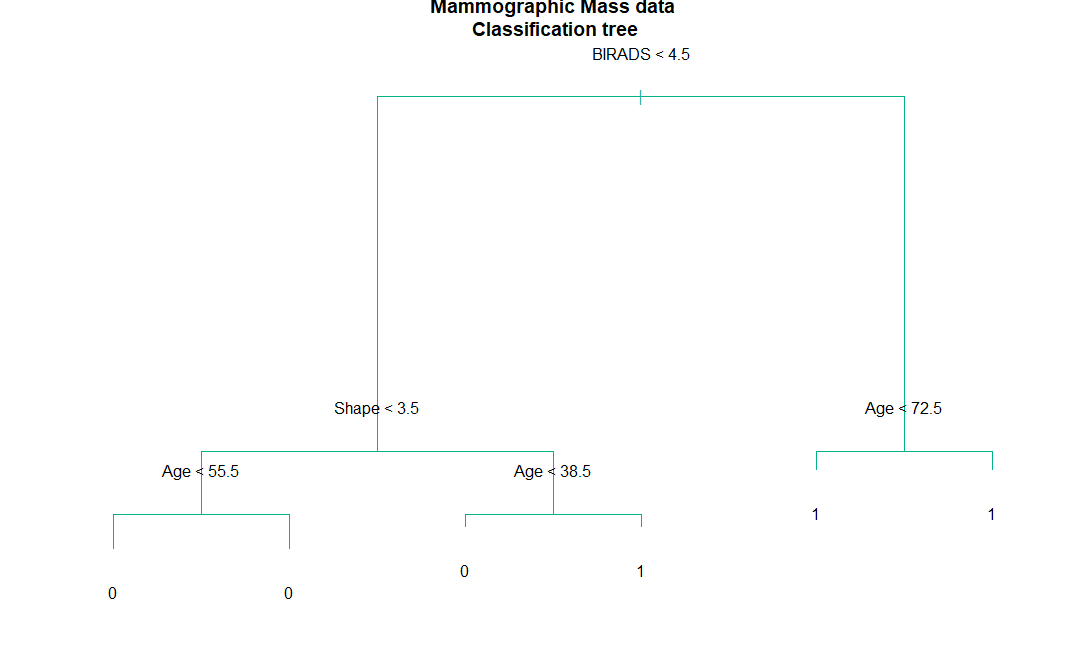 Mammographic Mass data
Classification tree
BIRADS < 4.5
Shape < 3.5
Age < 72.5
Age < 55.5
Age < 38.5
1
1
0
1
0
0